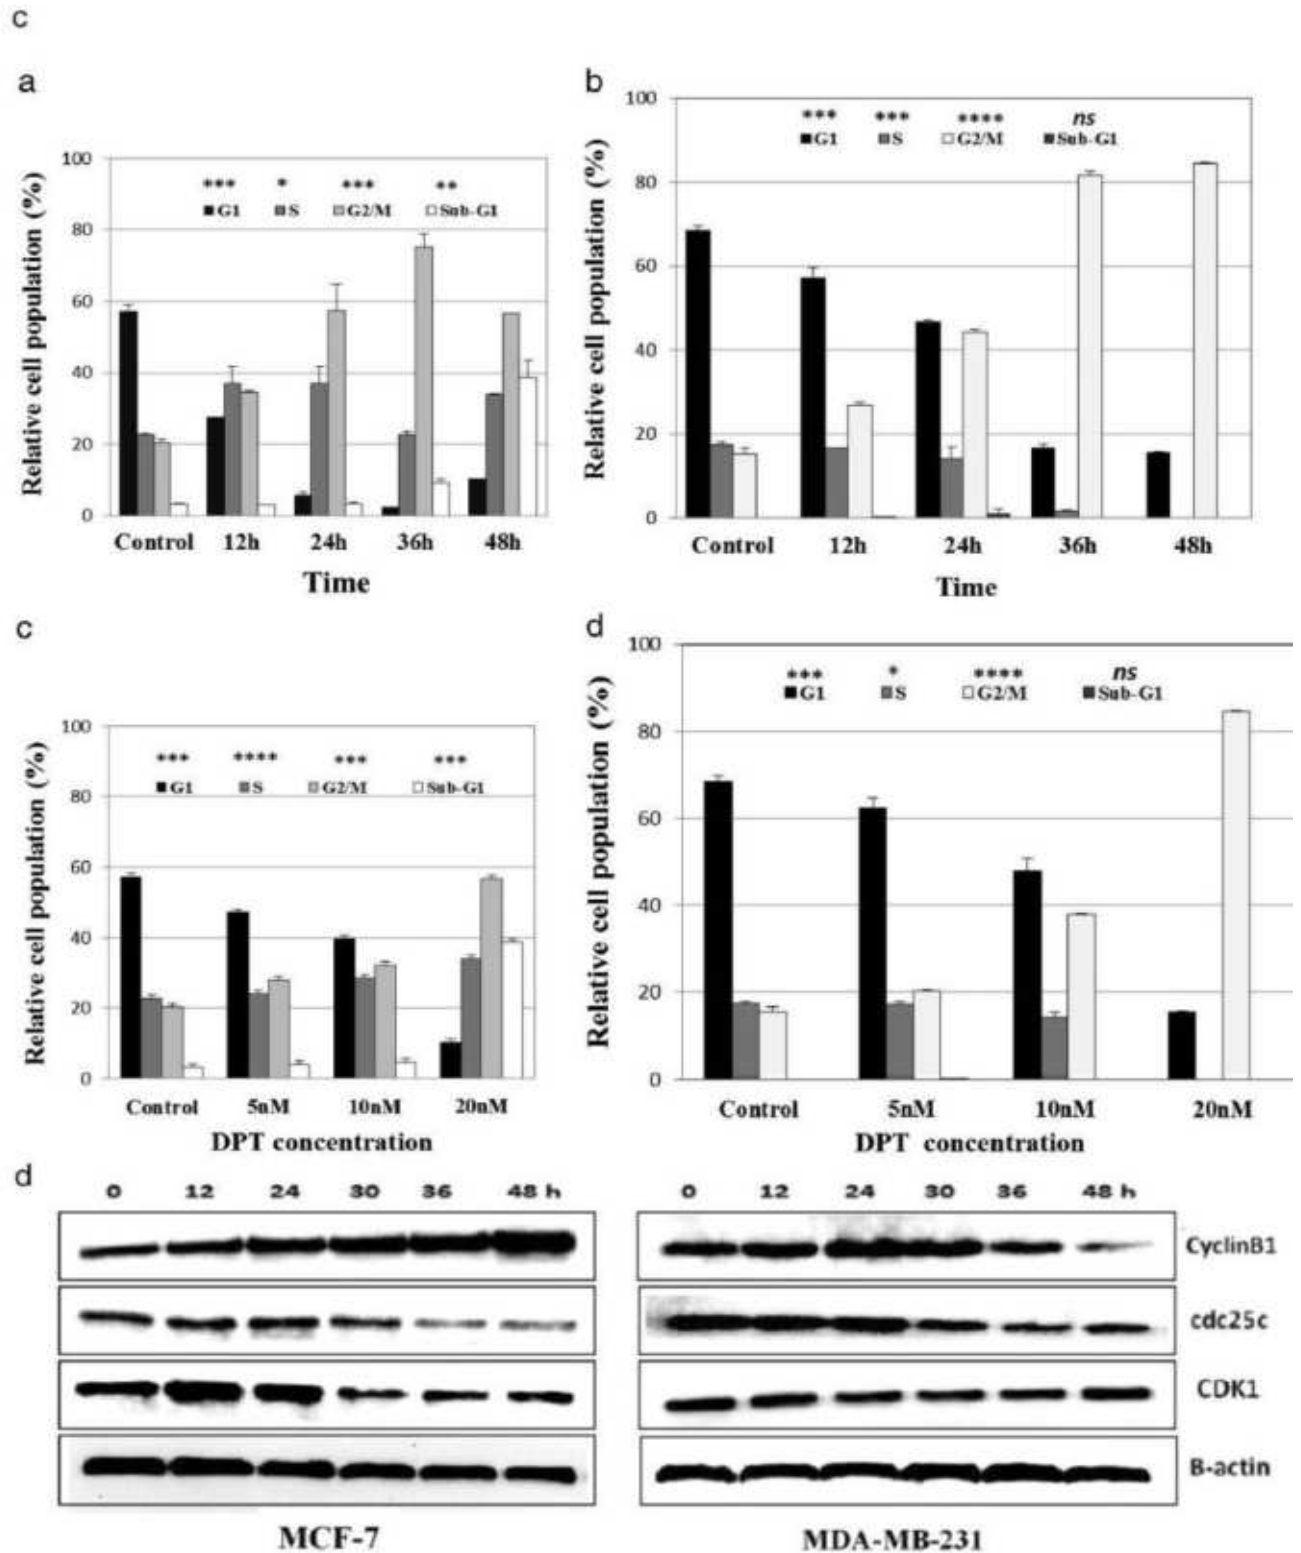 c
a
Relative cell population (%)
100
80
60
40
20
0
*** * *** **
G1 S G2/M Sub-G1
Control 12h 24h 36h 48h
Time
b
Relative cell population (%)
100
80
60
40
20
0
*** *** **** ns
G1 S G2/M Sub-G1
Control 12h 24h 36h 48h
Time
c
Relative cell population (%)
100
80
60
40
20
0
*** **** *** ***
G1 S G2/M Sub-G1
Control 5nM 10nM 20nM
DPT concentration
d
Relative cell population (%)
100
80
60
40
20
0
*** * **** ns
G1 S G2/M Sub-G1
Control 5nM 10nM 20nM
DPT concentration
d
0 12 24 30 36 48 h
0 12 24 30 36 48 h
CyclinB1
cdc25c
CDK1
B-actin
MCF-7
MDA-MB-231